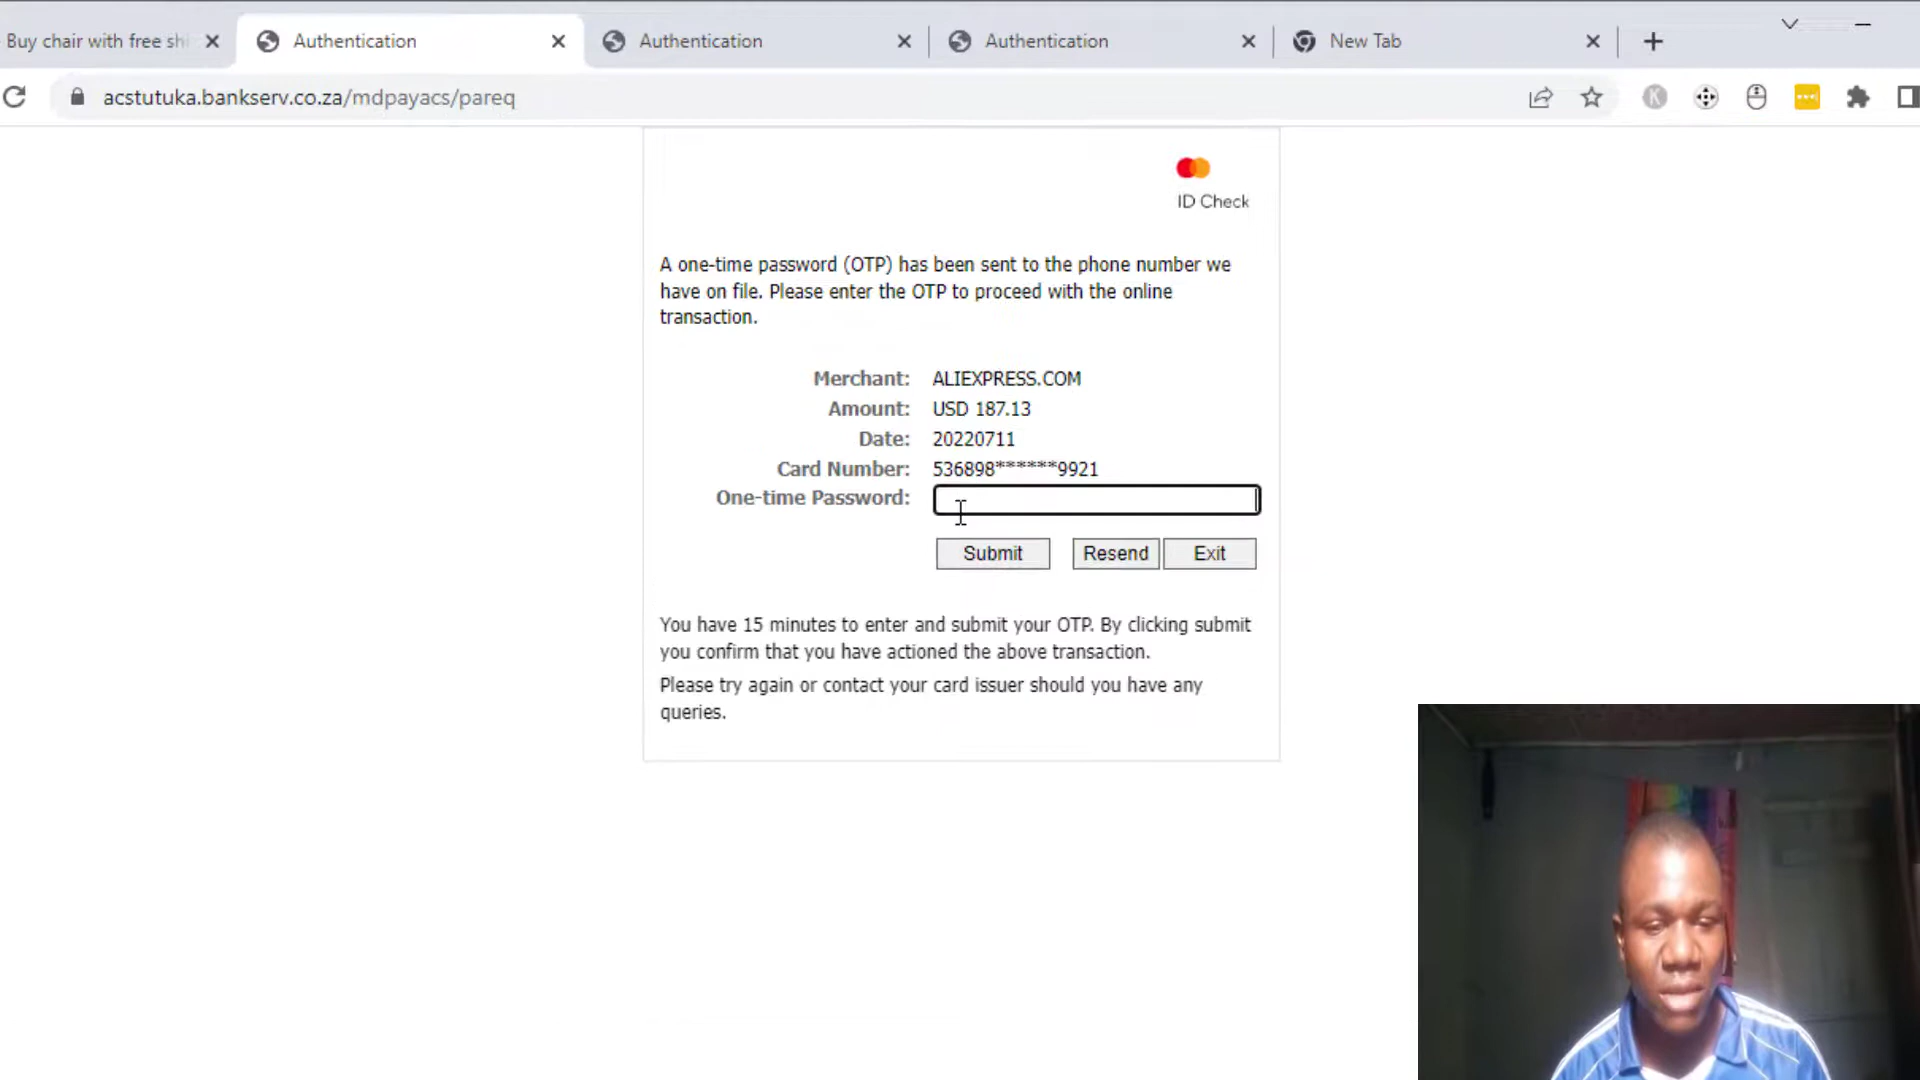 Buy chair with free shi
Authentication
Authentication
Authentication
New Tab
acstutuka.bankserv.co.za/mdpayacs/pareq
K
ID Check
A one-time password (OTP) has been sent to the phone number we
have on file. Please enter the OTP to proceed with the online
transaction.
Merchant: ALIEXPRESS.COM
Amount: USD 187.13
Date: 20220711
Card Number: 536898******9921
One-time Password:
Submit Resend Exit
You have 15 minutes to enter and submit your OTP. By clicking submit
you confirm that you have actioned the above transaction.
Please try again or contact your card issuer should you have any
queries.